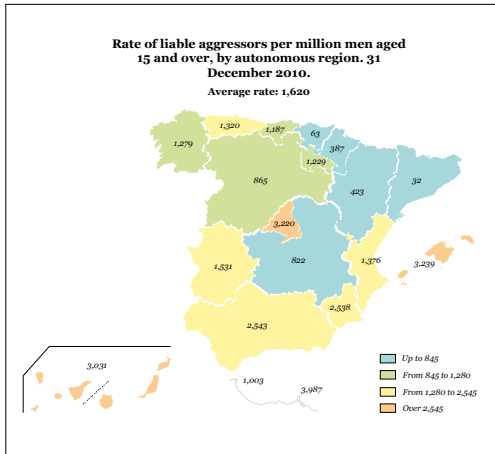 Rate of liable aggressors per million men aged
15 and over, by autonomous region. 31
December 2010.
Average rate: 1,620
1,320
1,187
63
387
1,279
1,229
865
423
32
3,220
822
1,376
3,239
1,531
2,538
2,543
3,031
1,003
3,987
Up to 845
From 845 to 1,280
From 1,280 to 2,545
Over 2,545